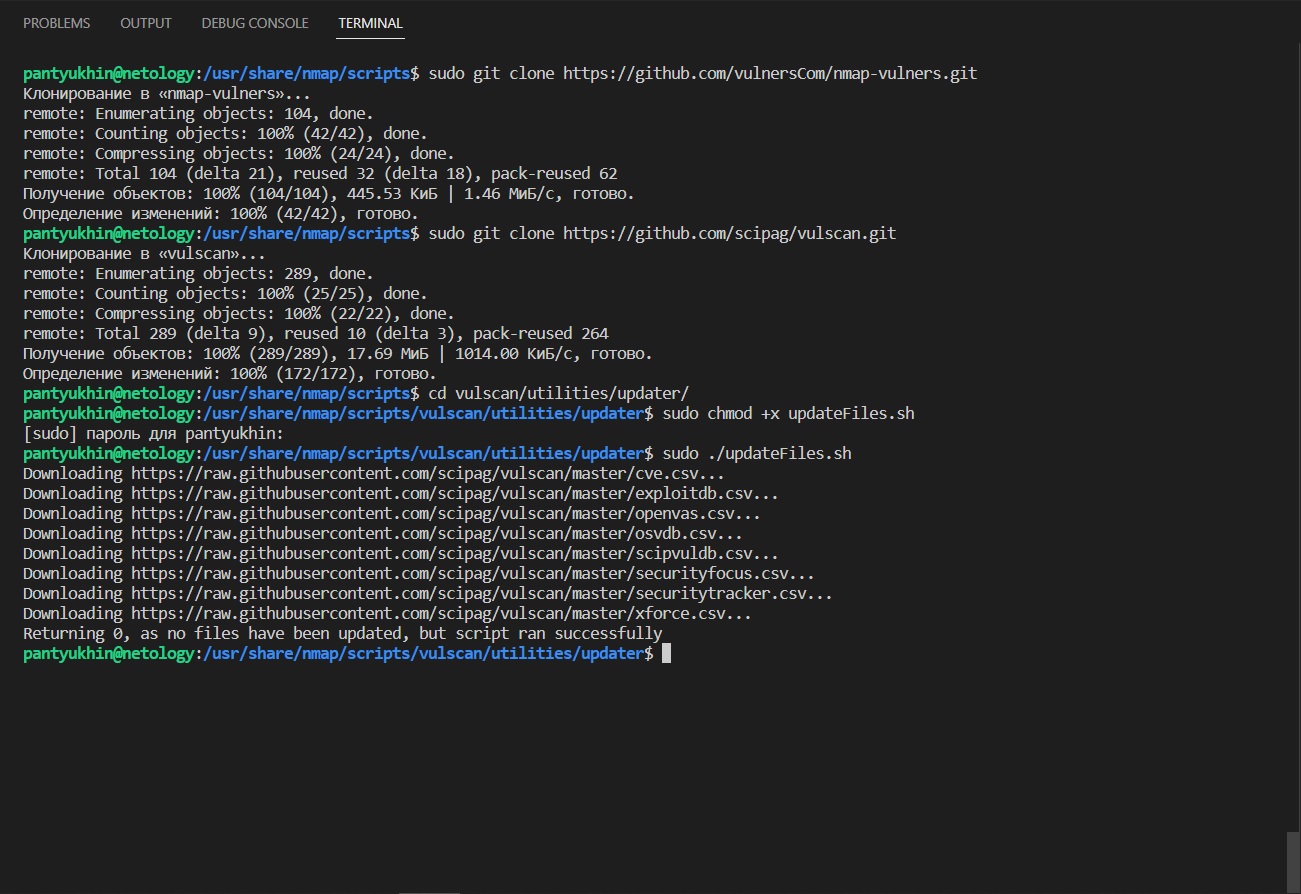 PROBLEMS OUTPUT DEBUG CONSOLE TERMINAL
pantyukhin@netology:/usr/share/nmap/scripts$ sudo git clone https://github.com/vulnersCom/nmap-vulners.git
Клонирование в «nmap-vulners»...
remote: Enumerating objects: 104, done.
remote: Counting objects: 100% (42/42), done.
remote: Compressing objects: 100% (24/24), done.
remote: Total 104 (delta 21), reused 32 (delta 18), pack-reused 62
Получение объектов: 100% (104/104), 445.53 КиБ | 1.46 МиБ/с, готово.
Определение изменений: 100% (42/42), готово.
pantyukhin@netology:/usr/share/nmap/scripts$ sudo git clone https://github.com/scipag/vulscan.git
Клонирование в «vulscan»...
remote: Enumerating objects: 289, done.
remote: Counting objects: 100% (25/25), done.
remote: Compressing objects: 100% (22/22), done.
remote: Total 289 (delta 9), reused 10 (delta 3), pack-reused 264
Получение объектов: 100% (289/289), 17.69 МиБ | 1014.00 КиБ/с, готово.
Определение изменений: 100% (172/172), готово.
pantyukhin@netology:/usr/share/nmap/scripts$ cd vulscan/utilities/updater/
pantyukhin@netology:/usr/share/nmap/scripts/vulscan/utilities/updater$ sudo chmod +x updateFiles.sh
[sudo] пароль для pantyukhin:
pantyukhin@netology:/usr/share/nmap/scripts/vulscan/utilities/updater$ sudo ./updateFiles.sh
Downloading https://raw.githubusercontent.com/scipag/vulscan/master/cve.csv...
Downloading https://raw.githubusercontent.com/scipag/vulscan/master/exploitdb.csv...
Downloading https://raw.githubusercontent.com/scipag/vulscan/master/openvas.csv...
Downloading https://raw.githubusercontent.com/scipag/vulscan/master/osvdb.csv...
Downloading https://raw.githubusercontent.com/scipag/vulscan/master/scipvuldb.csv...
Downloading https://raw.githubusercontent.com/scipag/vulscan/master/securityfocus.csv...
Downloading https://raw.githubusercontent.com/scipag/vulscan/master/securitytracker.csv...
Downloading https://raw.githubusercontent.com/scipag/vulscan/master/xforce.csv...
Returning 0, as no files have been updated, but script ran successfully
pantyukhin@netology:/usr/share/nmap/scripts/vulscan/utilities/updater$